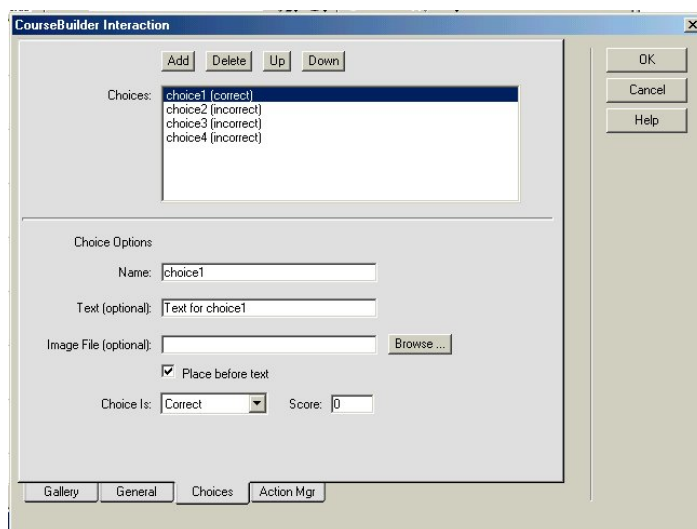 CourseBuilder Interaction
Add Delete Up Down
OK
Cancel
Help
Choices:
choice1 (correct)
choice2 (incorrect)
choice3 (incorrect)
choice4 (incorrect)
Choice Options
Name: choice1
Text (optional): Text for choice1
Image File (optional): Browse ...
Place before text
Choice Is: Correct Score: 0
Gallery General Choices Action Mgr